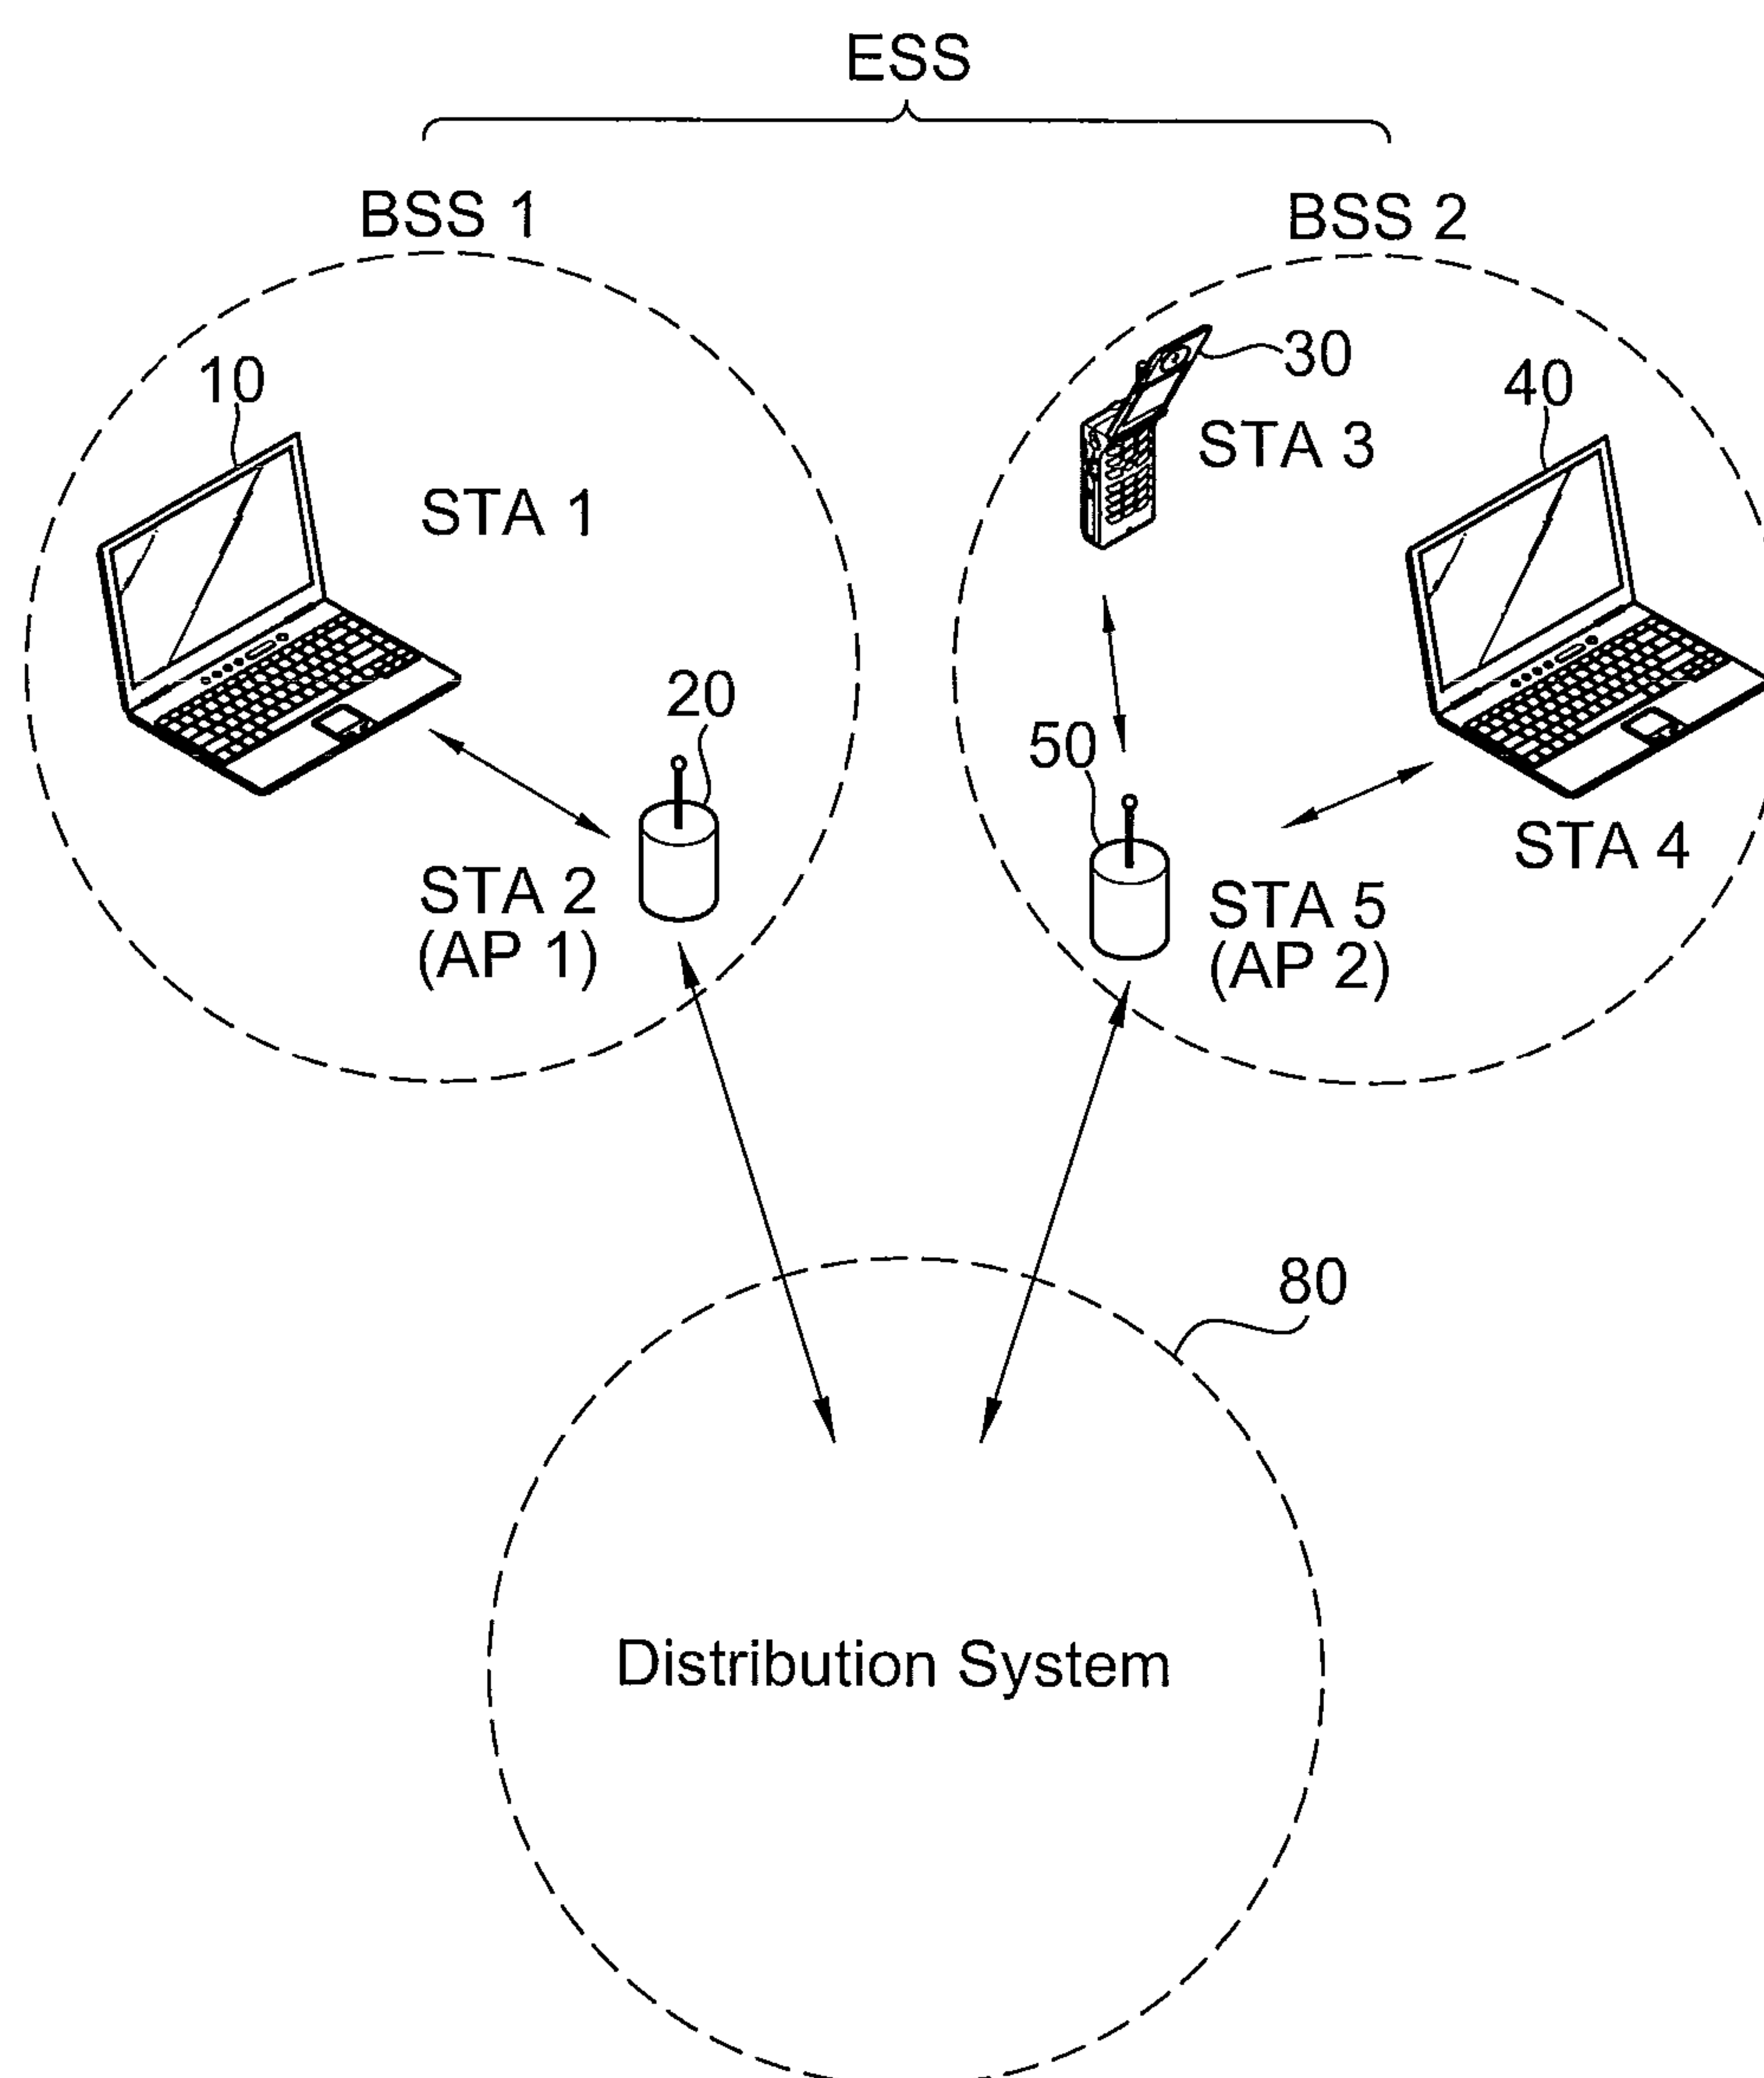 ESS
BSS 1
BSS 2
10
30
40
STA 3
STA 1
20
50
STA 4
STA 2
(AP 1)
STA 5
(AP 2)
80
Distribution System